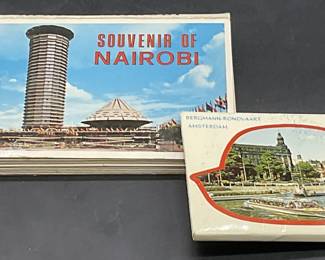 SOUVENIR OF
NAIROBI
BERGMANN-RONDVAART
AMSTERDAM